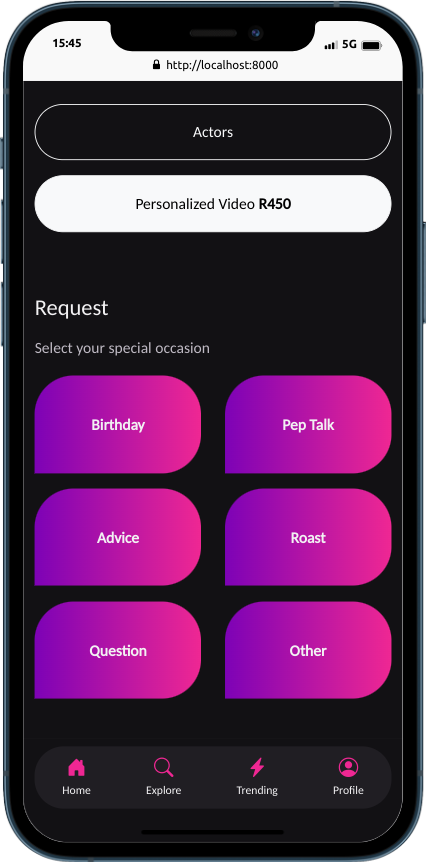 15:45
5G
http://localhost:8000
Actors
Personalized Video R450
Request
Select your special occasion
Birthday
Pep Talk
Advice
Roast
Question
Other
Home
Explore
Trending
Profile